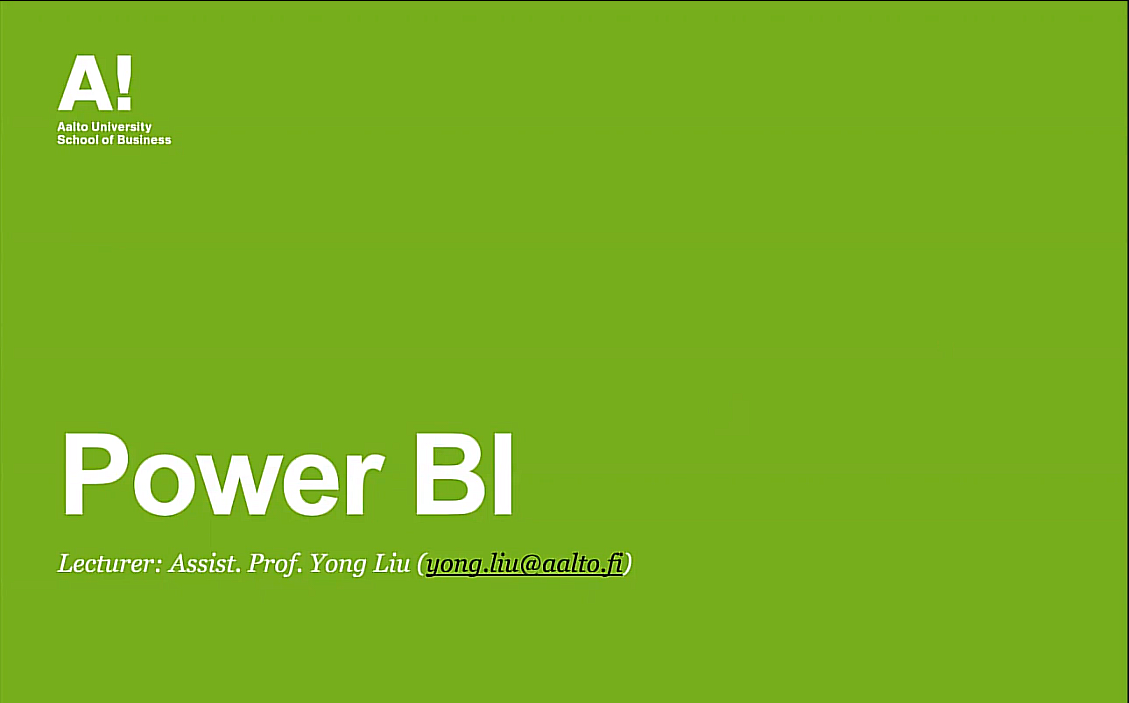 A!
Aalto University
School of Business
Power BI
Lecturer: Assist. Prof. Yong Liu (yong.liu@aalto.fi)